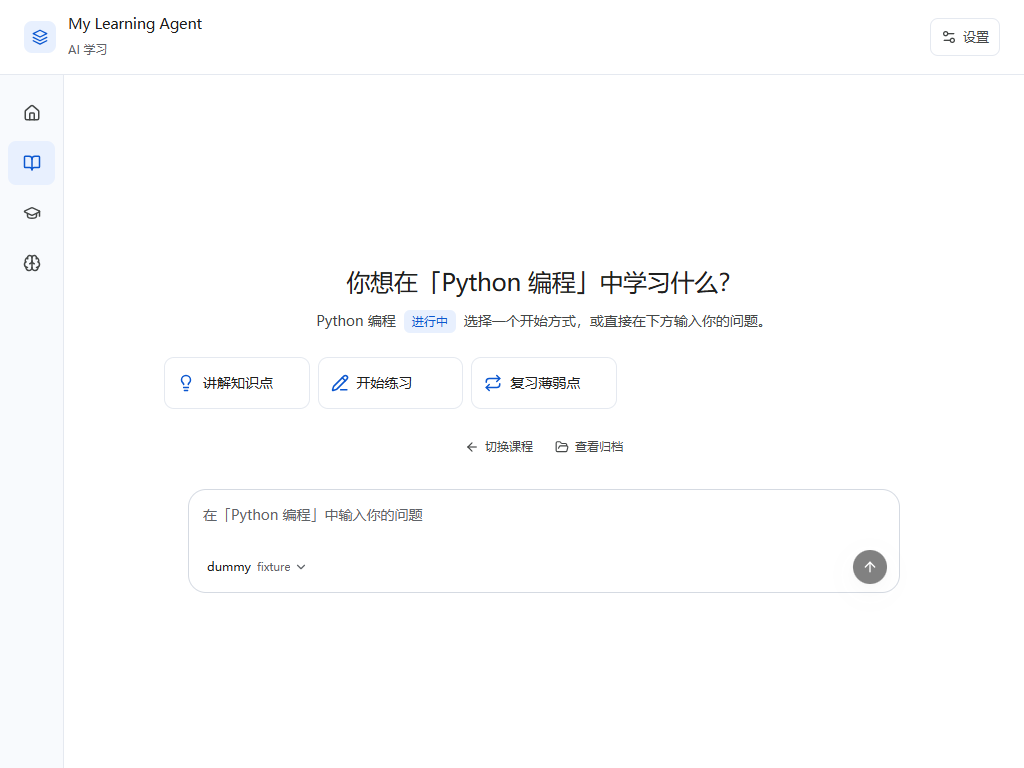 My Learning Agent
AI 学习
设置
你想在「Python 编程」中学习什么？
Python 编程 进行中 选择一个开始方式，或直接在下方输入你的问题。
讲解知识点 开始练习 复习薄弱点
切换课程 查看归档
在「Python 编程」中输入你的问题
dummy fixture